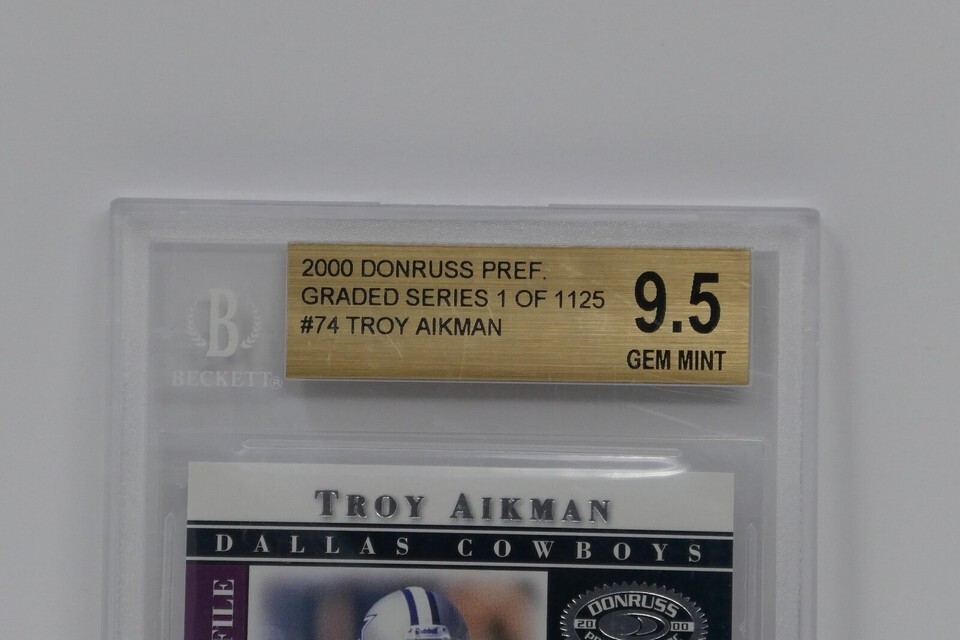 2000 DONRUSS PREF.
GRADED SERIES 1 OF 1125
#74 TROY AIKMAN
9.5
GEM MINT
B
BECKETT®
TROY AIKMAN
DALLAS COWBOYS
FILE
DONRUSS
2000